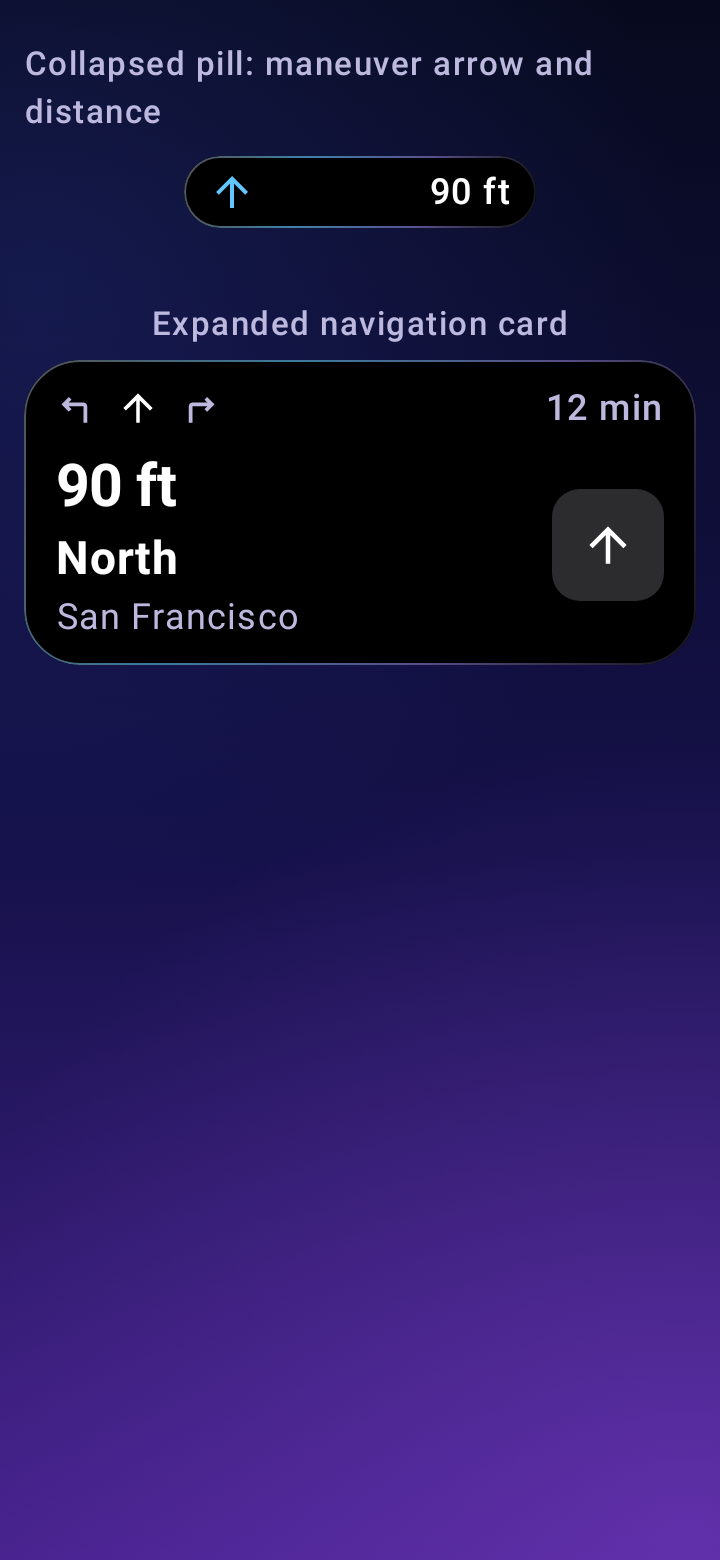 Collapsed pill: maneuver arrow and
distance
90 ft
Expanded navigation card
12 min
90 ft
North
San Francisco